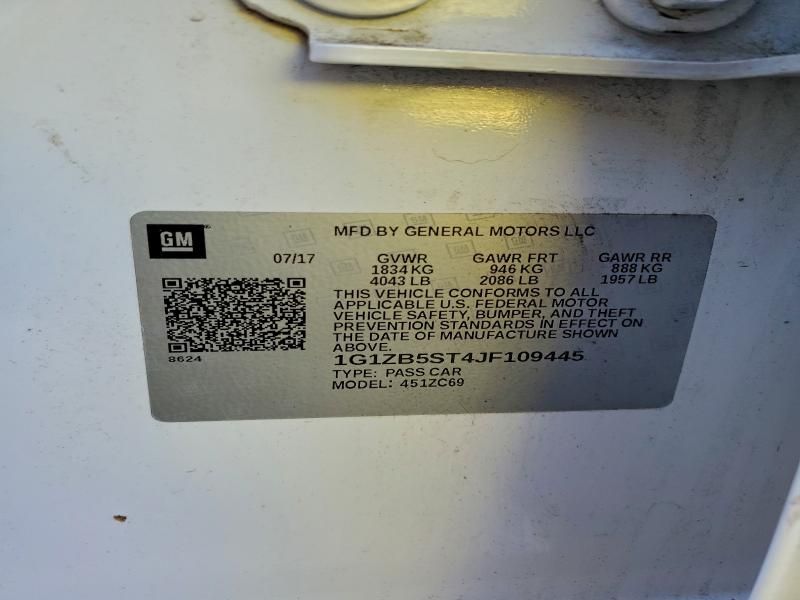 GM
MFD BY GENERAL MOTORS LLC
07/17 GVWR GAWR FRT GAWR RR
1834 KG 946 KG 888 KG
4043 LB 2086 LB 1957 LB
THIS VEHICLE CONFORMS TO ALL
APPLICABLE U.S. FEDERAL MOTOR
VEHICLE SAFETY, BUMPER, AND THEFT
PREVENTION STANDARDS IN EFFECT ON
THE DATE OF MANUFACTURE SHOWN
ABOVE.
8624
1G1ZB5ST4JF109445
TYPE: PASS CAR
MODEL: 451ZC69